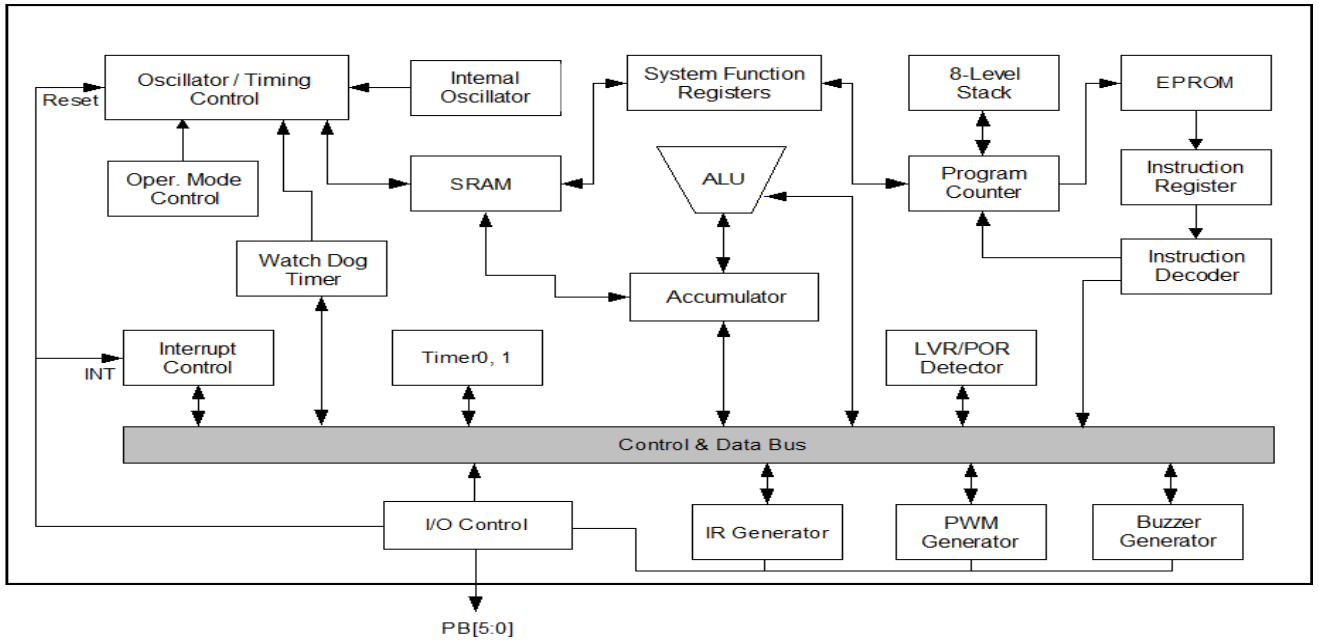 Oscillator / Timing
Control
Internal
Oscillator
System Function
Registers
8-Level
Stack
EPROM
Reset
Oper. Mode
Control
SRAM
ALU
Program
Counter
Instruction
Register
Watch Dog
Timer
Accumulator
Instruction
Decoder
Interrupt
Control
INT
Timer0, 1
LVR/POR
Detector
Control & Data Bus
I/O Control
IR Generator
PWM
Generator
Buzzer
Generator
PB[5:0]